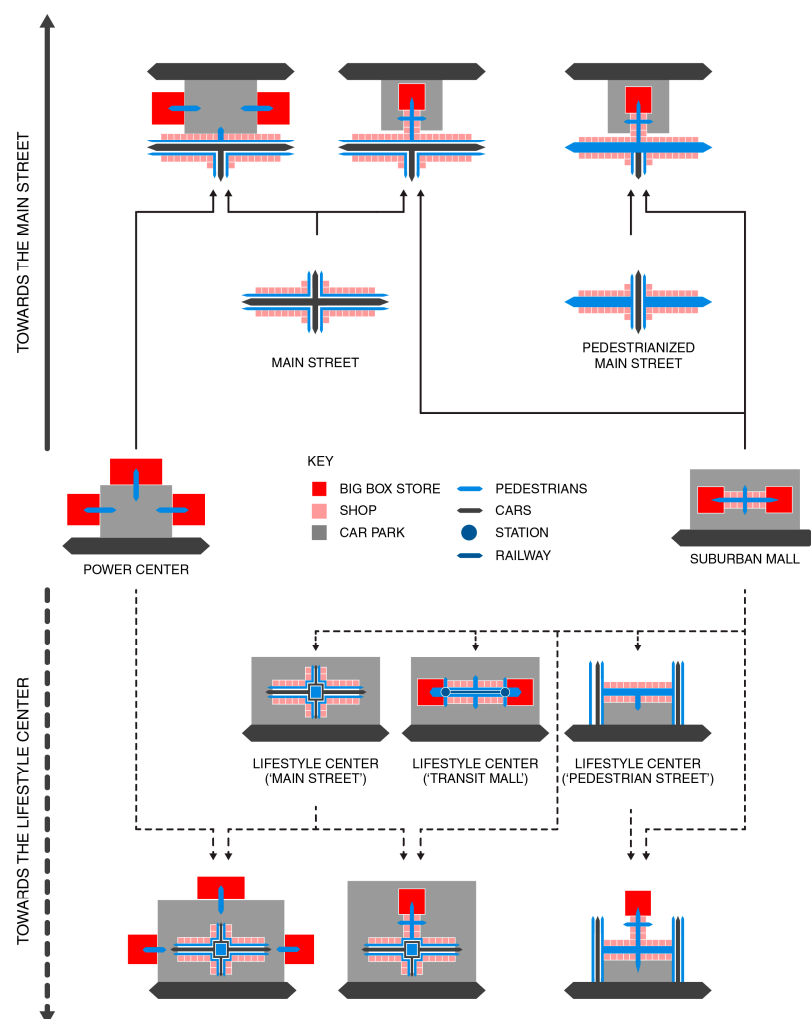 TOWARDS THE MAIN STREET
MAIN STREET
PEDESTRIANIZED
MAIN STREET
KEY
BIG BOX STORE
SHOP
CAR PARK
PEDESTRIANS
CARS
STATION
RAILWAY
POWER CENTER
SUBURBAN MALL
TOWARDS THE LIFESTYLE CENTER
LIFESTYLE CENTER
(‘MAIN STREET’)
LIFESTYLE CENTER
(‘TRANSIT MALL’)
LIFESTYLE CENTER
(‘PEDESTRIAN STREET’)